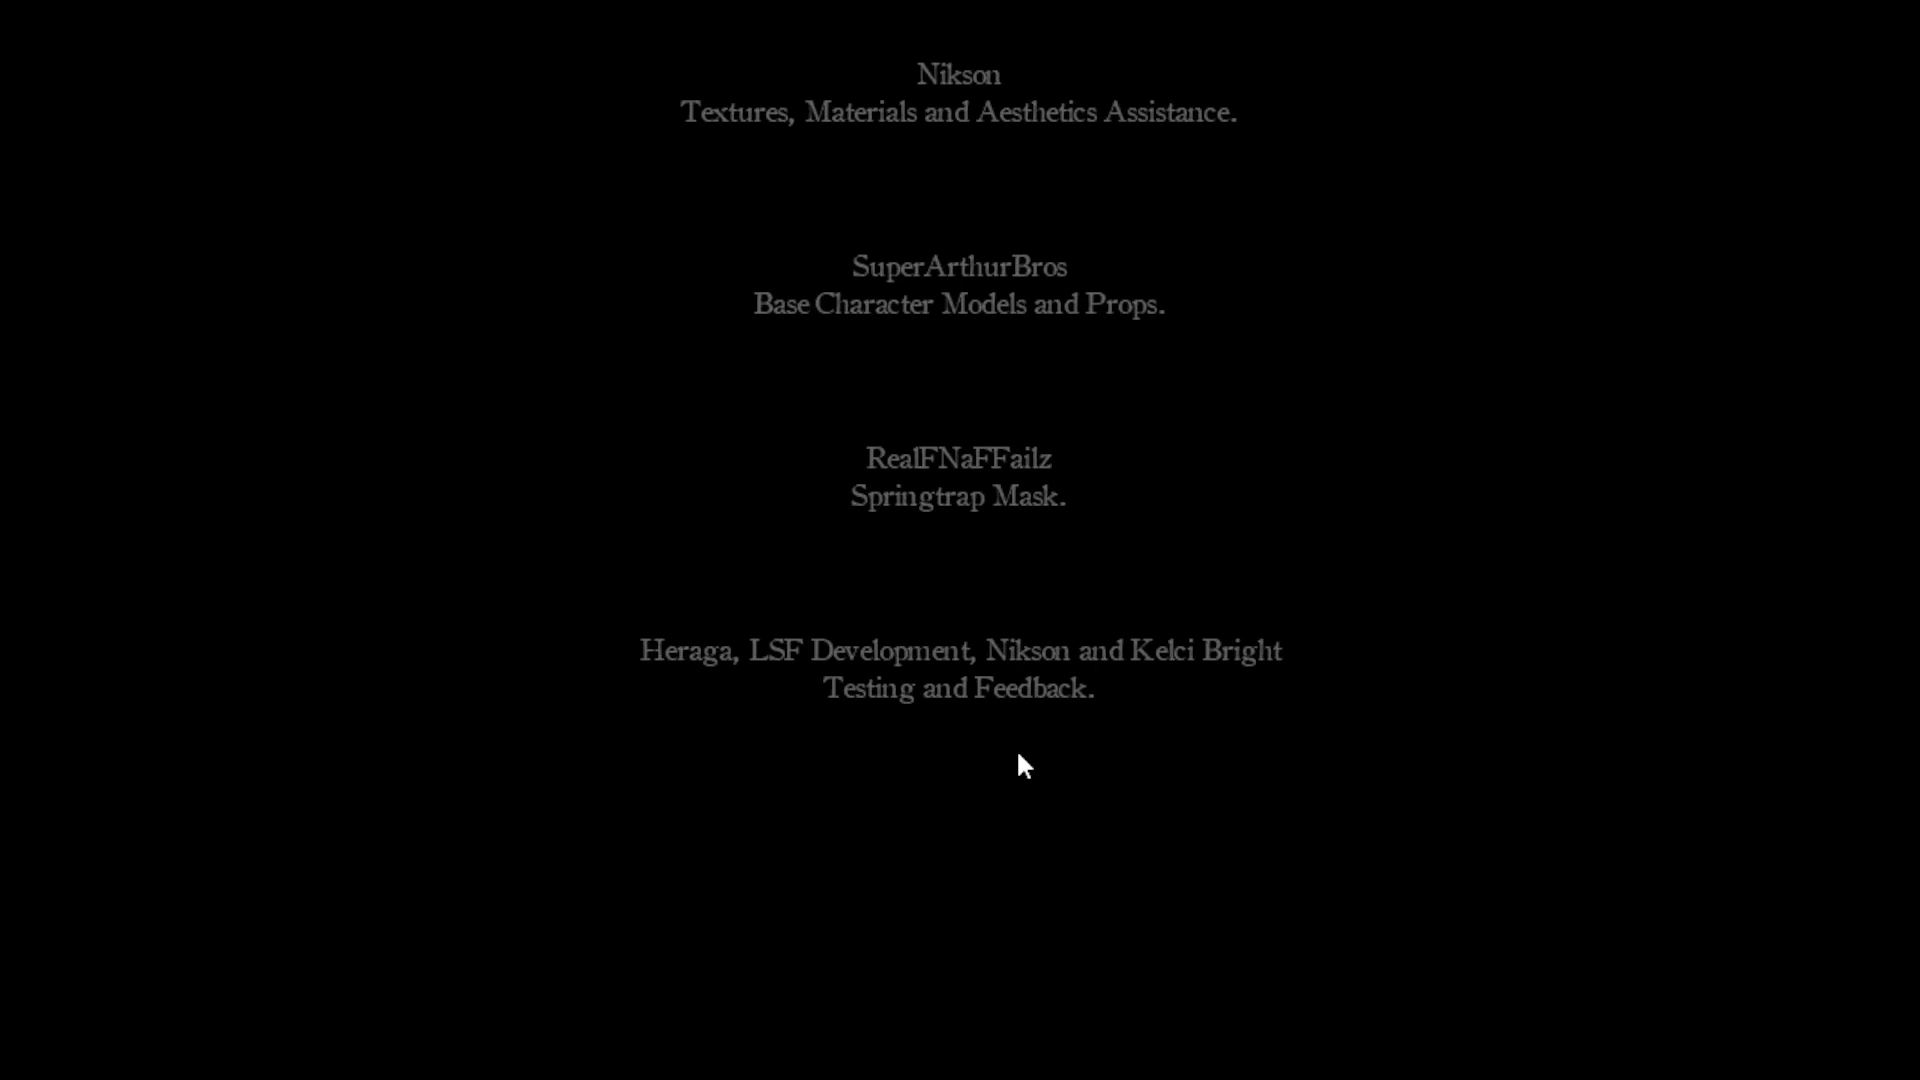 Nikson
Textures, Materials and Aesthetics Assistance.
SuperArthurBros
Base Character Models and Props.
RealFNaFFailz
Springtrap Mask.
Heraga, LSF Development, Nikson and Kelci Bright
Testing and Feedback.